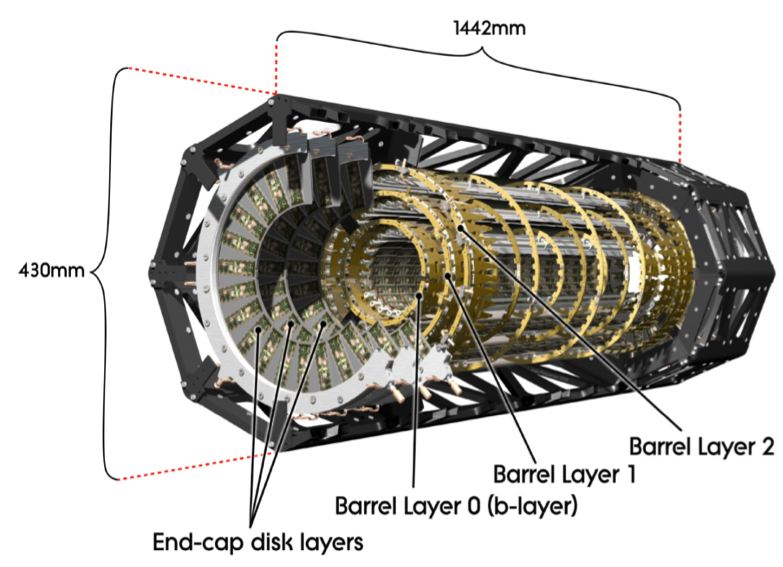 1442mm
430mm
Barrel Layer 2
Barrel Layer 1
Barrel Layer 0 (b-layer)
End-cap disk layers